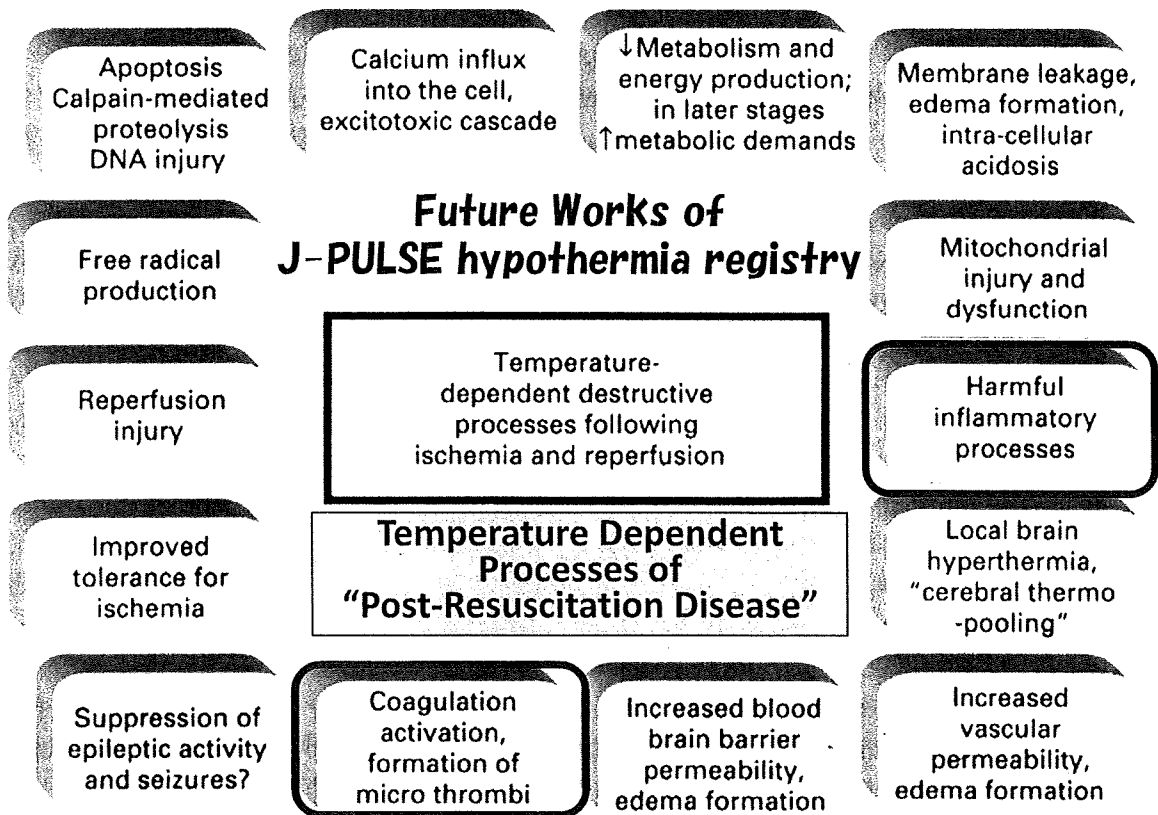 Apoptosis
Calpain-mediated
proteolysis
DNA injury
Calcium influx
into the cell,
excitotoxic cascade
↓Metabolism and
energy production;
in later stages
↑metabolic demands
Membrane leakage,
edema formation,
intra-cellular
acidosis
Future Works of
J-PULSE hypothermia registry
Free radical
production
Mitochondrial
injury and
dysfunction
Temperature-
dependent destructive
processes following
ischemia and reperfusion
Reperfusion
injury
Harmful
inflammatory
processes
Temperature Dependent
Processes of
“Post-Resuscitation Disease”
Improved
tolerance for
ischemia
Local brain
hyperthermia,
“cerebral thermo
-pooling”
Suppression of
epileptic activity
and seizures?
Coagulation
activation,
formation of
micro thrombi
Increased blood
brain barrier
permeability,
edema formation
Increased
vascular
permeability,
edema formation